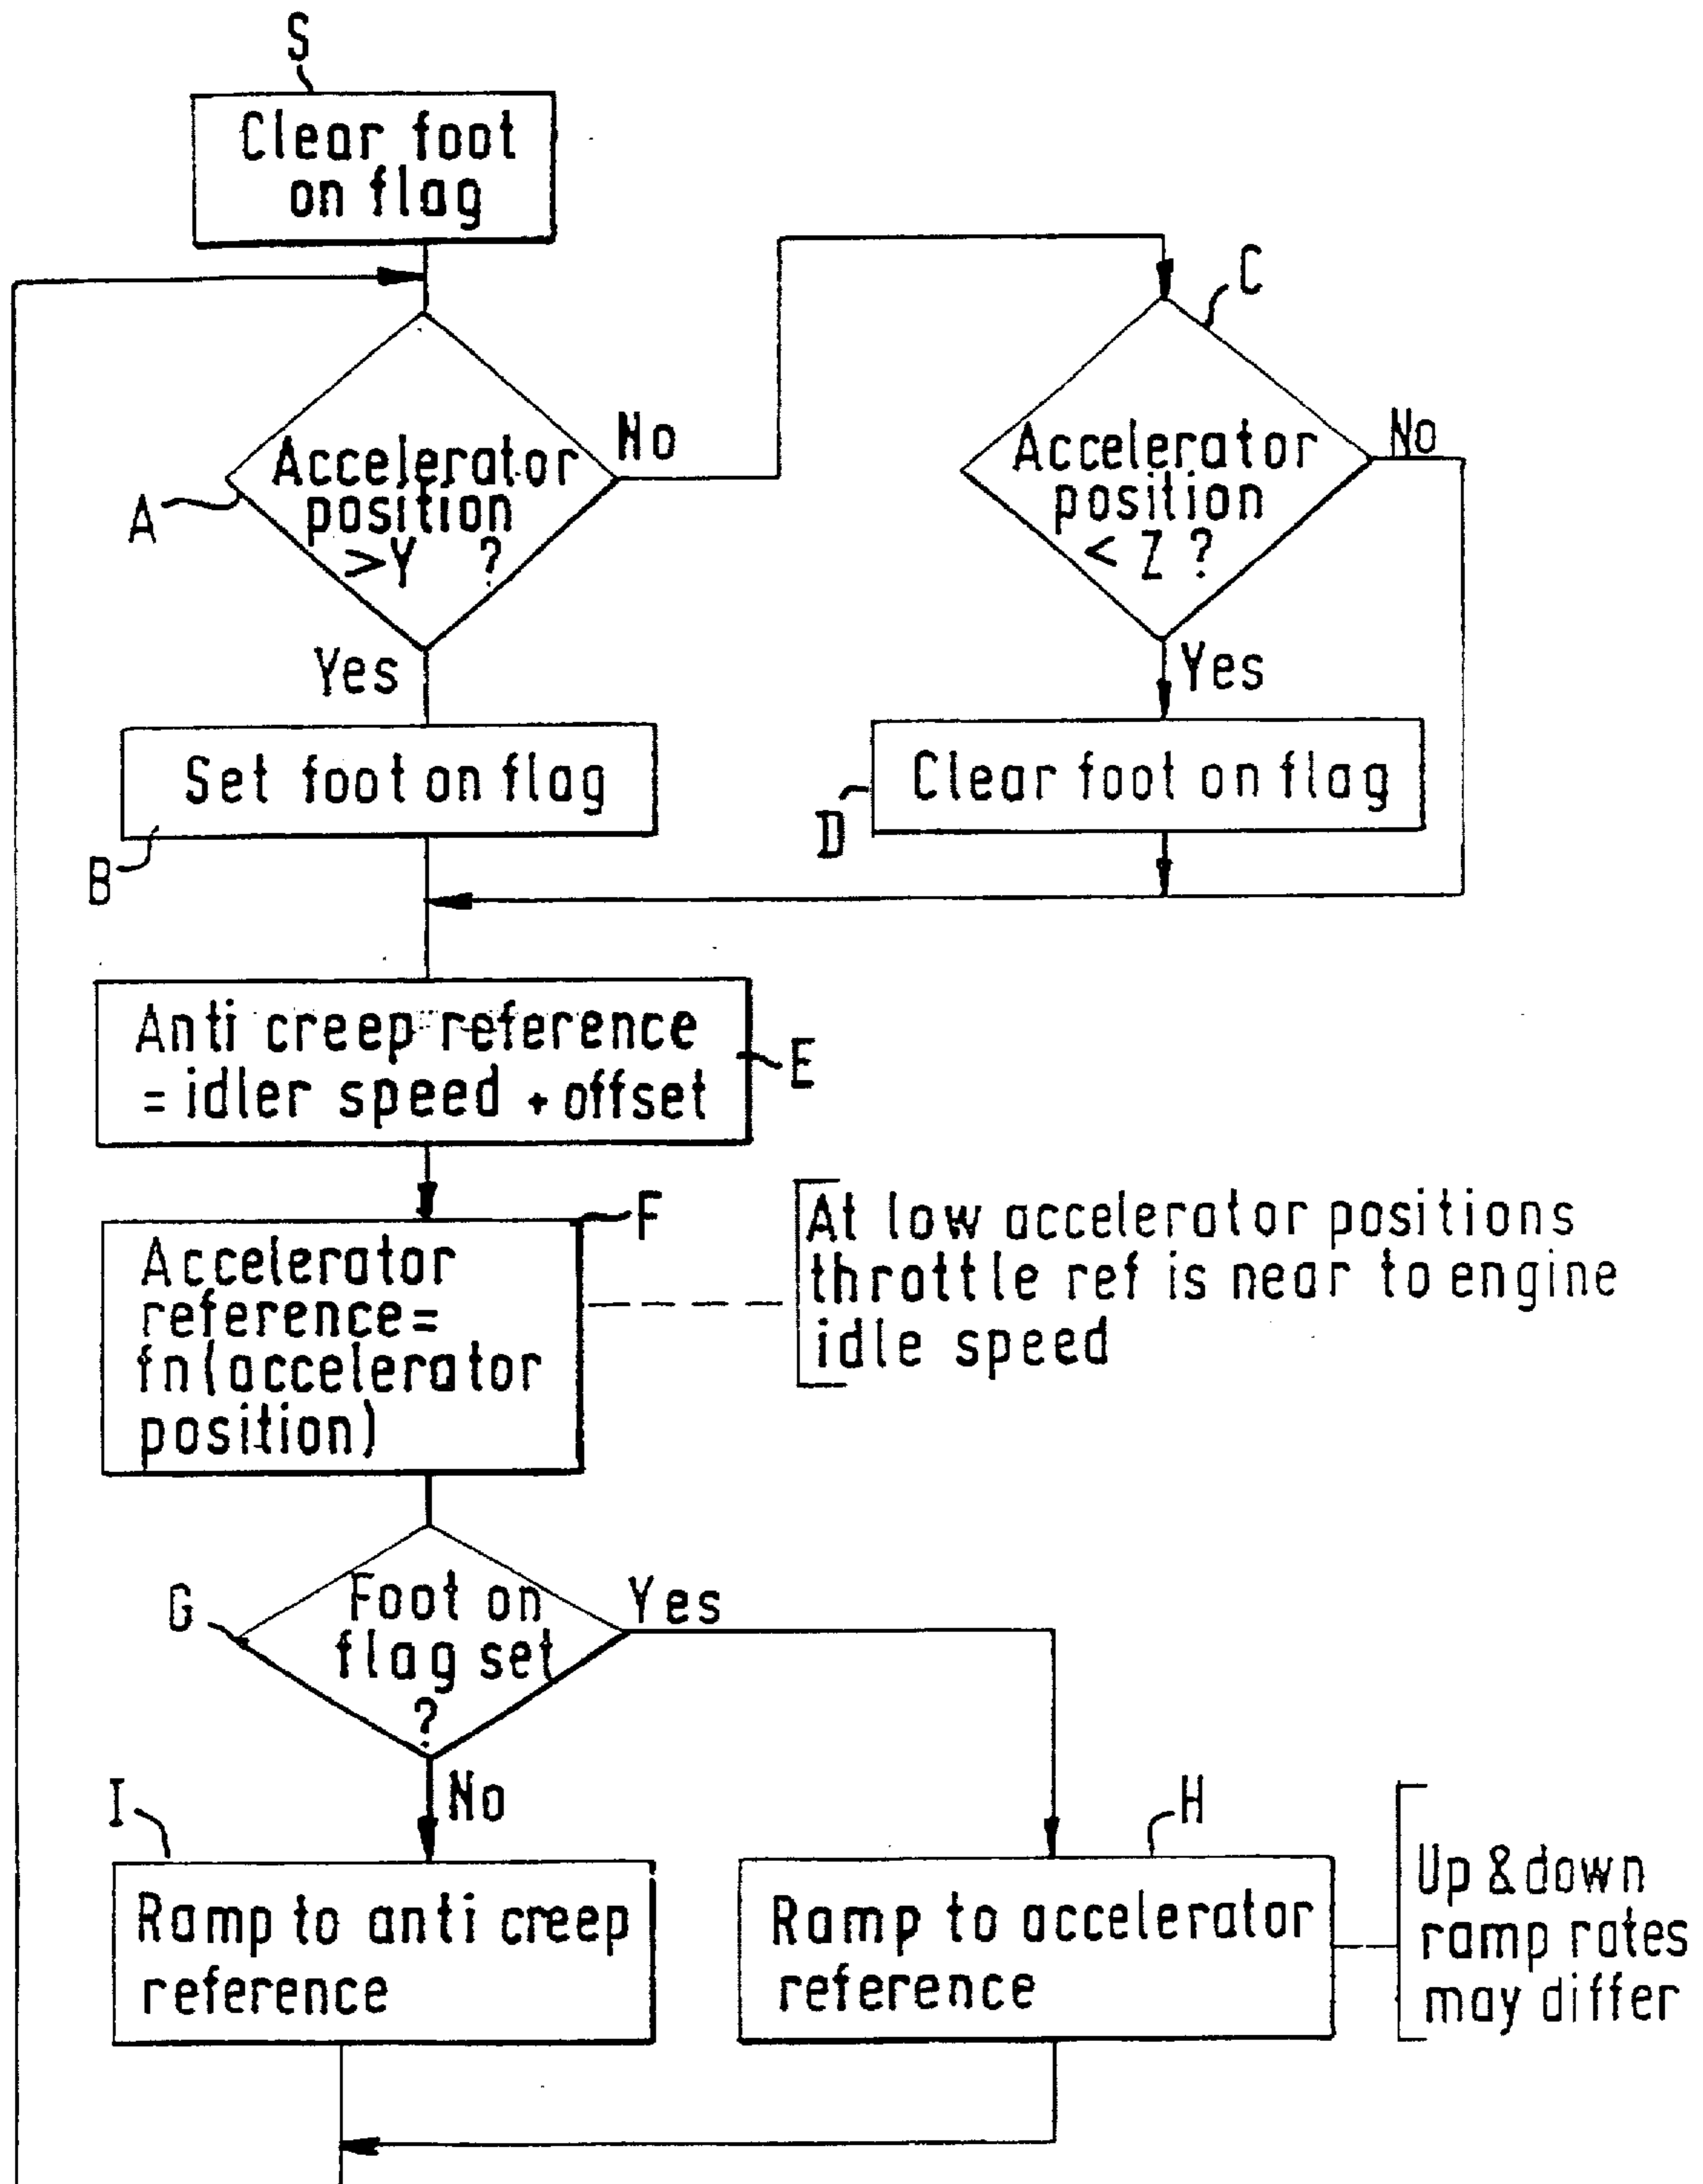 S
Clear foot
on flag
C
Accelerator
position
>Y ?
No
A
Yes
Accelerator
position
< Z ?
No
Yes
Set foot on flag
B
Clear foot on flag
D
Anti creep reference
= idler speed + offset
E
F
Accelerator
reference=
fn(accelerator
position)
At low accelerator positions
throttle ref is near to engine
idle speed
G
Foot on
flag set
?
Yes
No
I
Ramp to anti creep
reference
H
Ramp to accelerator
reference
Up & down
ramp rates
may differ